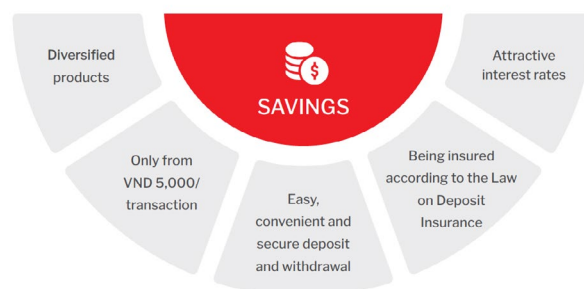 SAVINGS
Diversified
products
Only from
VND 5,000/
transaction
Easy,
convenient and
secure deposit
and withdrawal
Being insured
according to the Law
on Deposit
Insurance
Attractive
interest rates